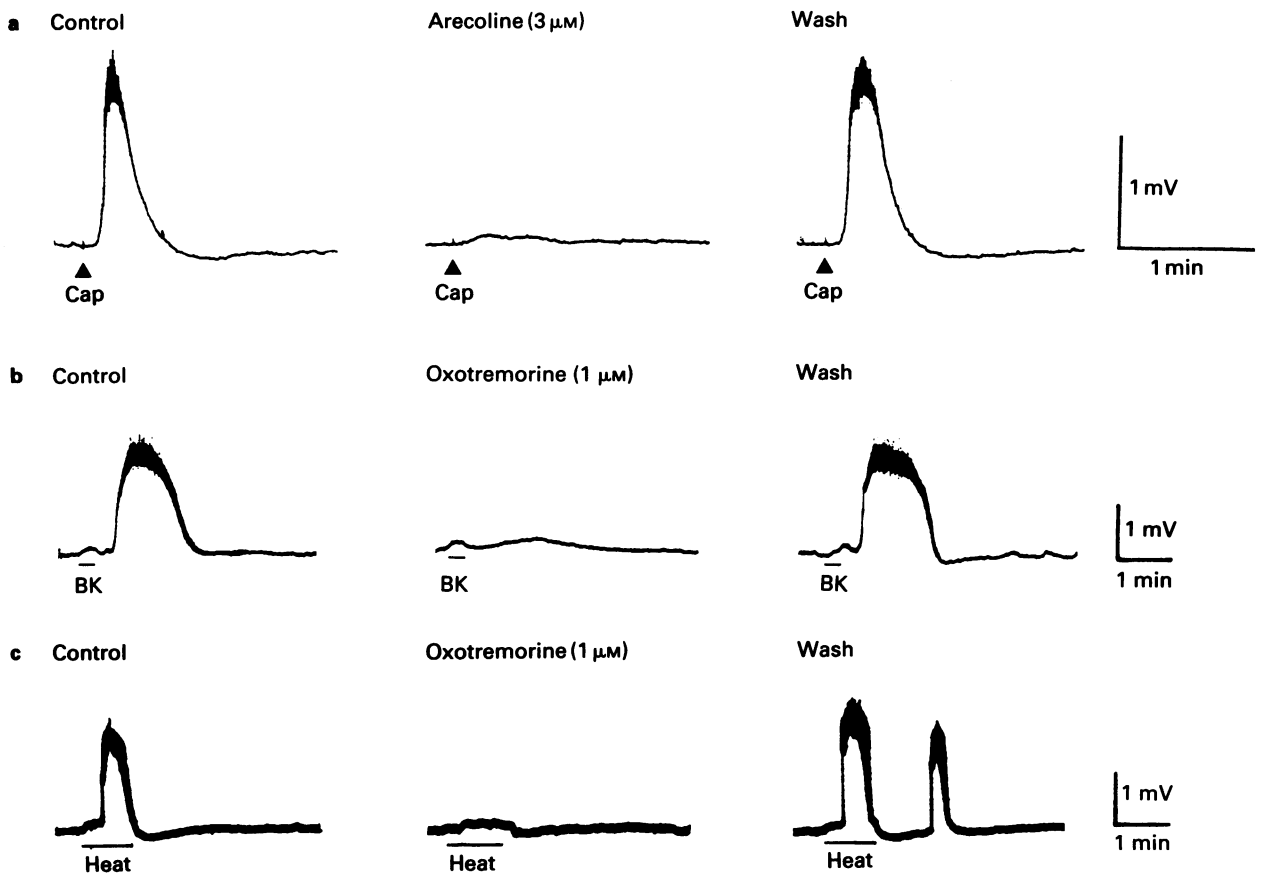 a Control Arecoline (3 μM) Wash
1 mV
1 min
Cap Cap Cap
b Control Oxotremorine (1 μM) Wash
1 mV
BK BK BK 1 min
c Control Oxotremorine (1 μM) Wash
1 mV
1 min
Heat Heat Heat